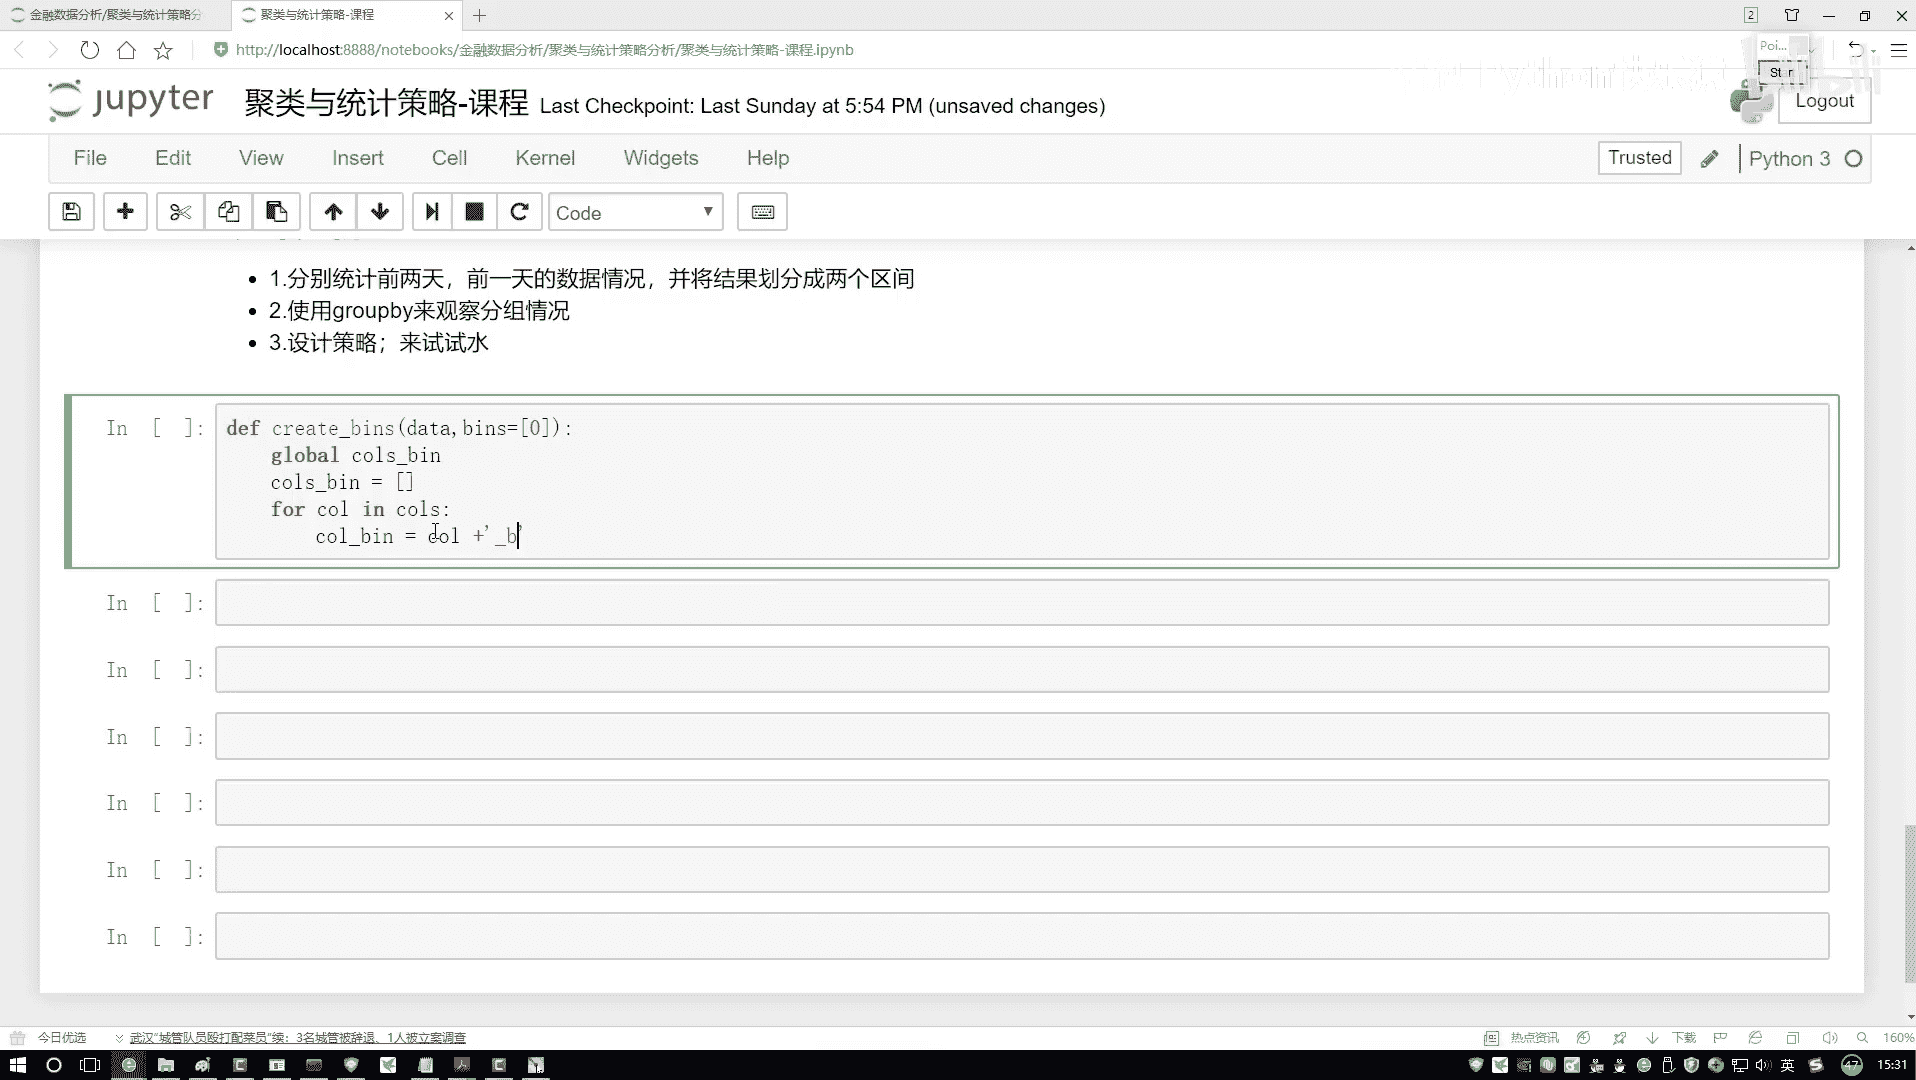 金融数据分析/聚类与统计策略分
聚类与统计策略-课程
2
http://localhost:8888/notebooks/金融数据分析/聚类与统计策略分析/聚类与统计策略-课程.ipynb
Poi...
jupyter 聚类与统计策略-课程 Last Checkpoint: Last Sunday at 5:54 PM (unsaved changes)
Logout
File Edit View Insert Cell Kernel Widgets Help
Trusted Python 3
Code
1.分别统计前两天，前一天的数据情况，并将结果划分成两个区间
2.使用groupby来观察分组情况
3.设计策略；来试试水
In [ ]: def create_bins(data,bins=[0]):
global cols_bin
cols_bin = []
for col in cols:
col_bin = col +'_b'
In [ ]:
In [ ]:
In [ ]:
In [ ]:
In [ ]:
In [ ]:
今日优选 武汉“城管队员殴打配菜员”续：3名城管被辞退、1人被立案调查
热点资讯 下载 160%
英 47 15:31